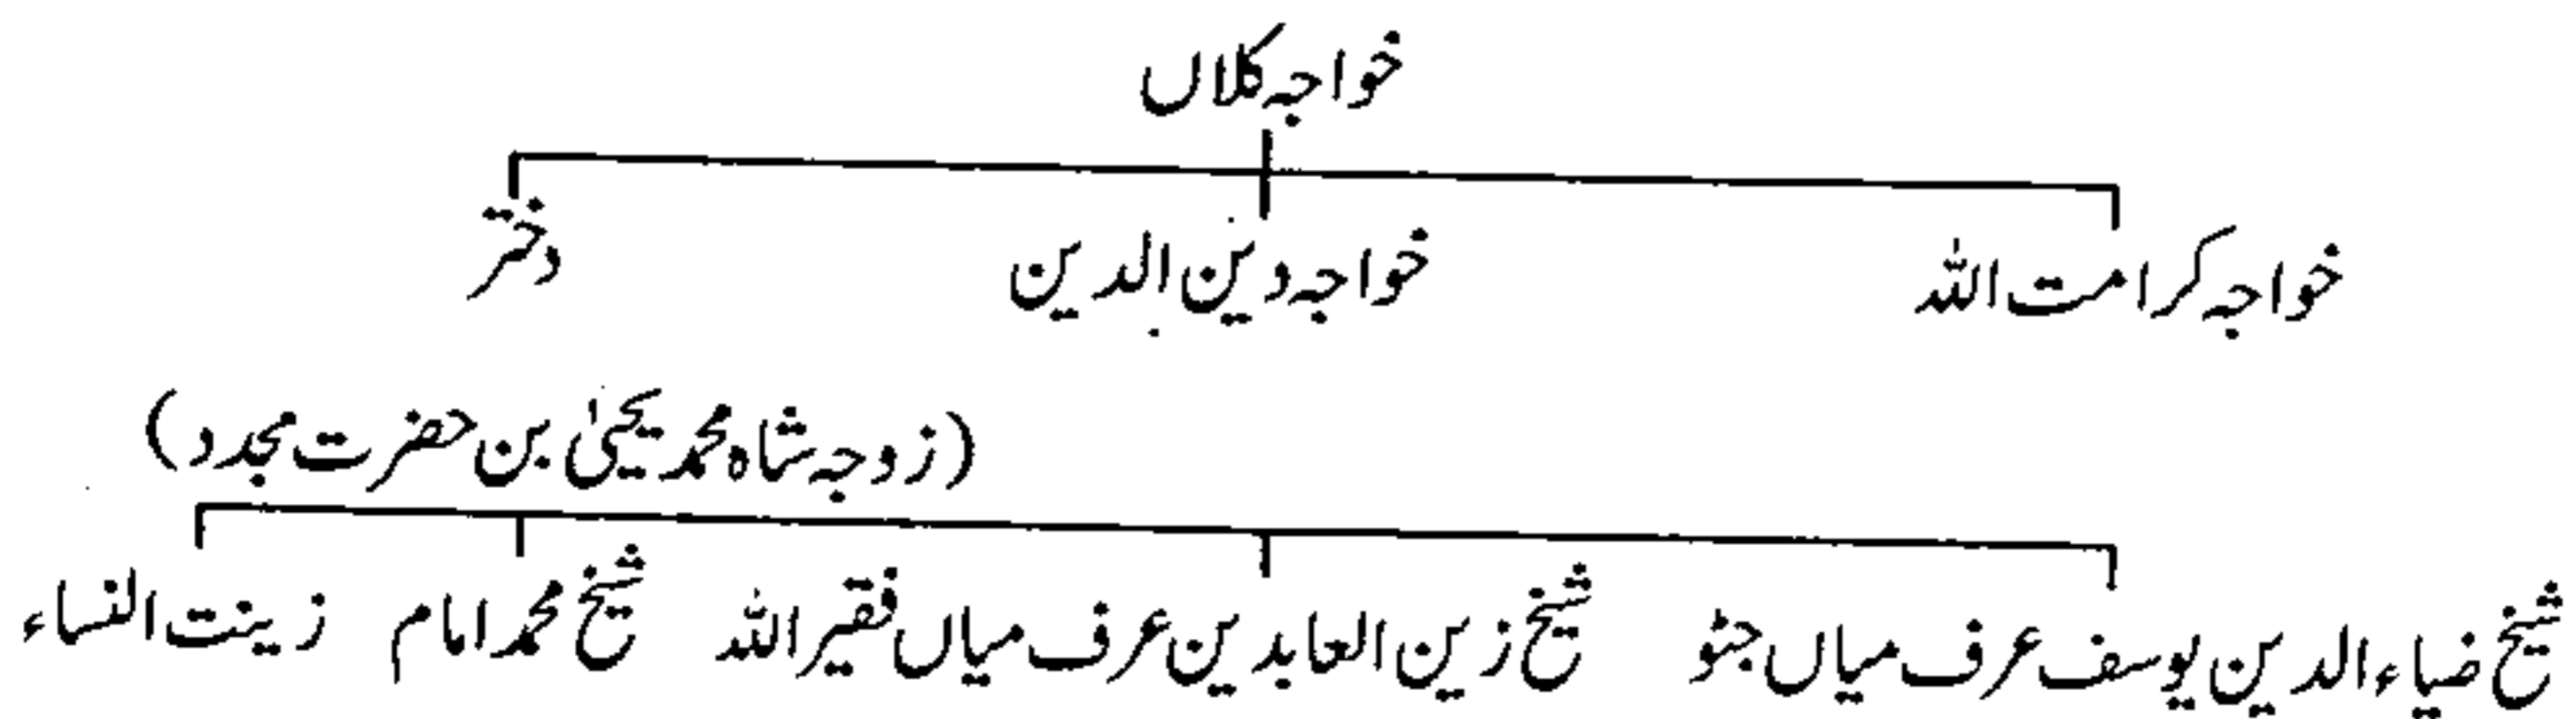 خواجہ کلاں
خواجہ کرامت اللہ خواجہ دین الدین دختر
(زوجہ شاہ محمد یحییٰ بن حضرت مجدد)
شیخ ضیاء الدین یوسف عرف میاں جٹو شیخ زین العابدین عرف میاں فقیر اللہ شیخ محمد امام زینت النساء